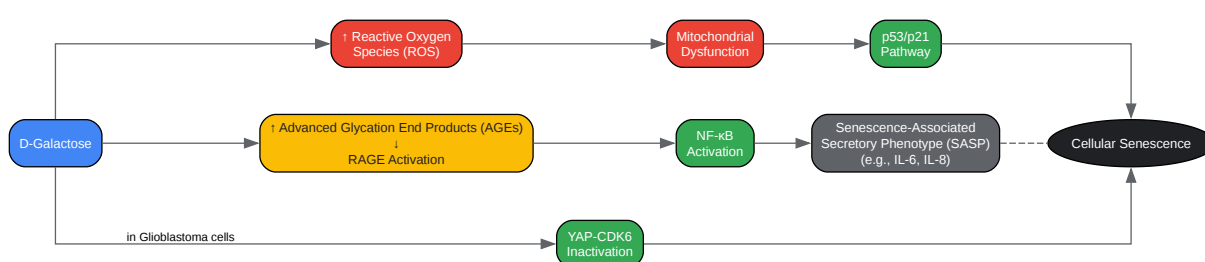 ↑ Reactive Oxygen
Species (ROS)
Mitochondrial
Dysfunction
p53/p21
Pathway
D-Galactose
↑ Advanced Glycation End Products (AGEs)
↓
RAGE Activation
NF-κB
Activation
Senescence-Associated
Secretory Phenotype (SASP)
(e.g., IL-6, IL-8)
Cellular Senescence
in Glioblastoma cells
YAP-CDK6
Inactivation